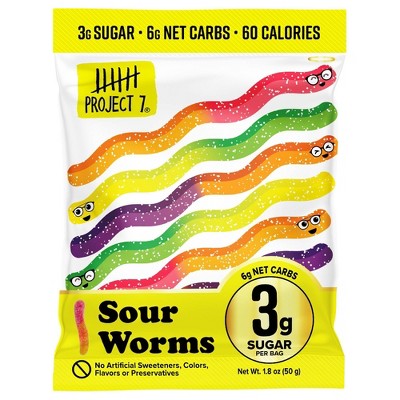 3g SUGAR • 6g NET CARBS • 60 CALORIES
PROJECT 7®
6g NET CARBS
3g
SUGAR
PER BAG
Sour
Worms
No Artificial Sweeteners, Colors,
Flavors or Preservatives
Net Wt. 1.8 oz (50 g)